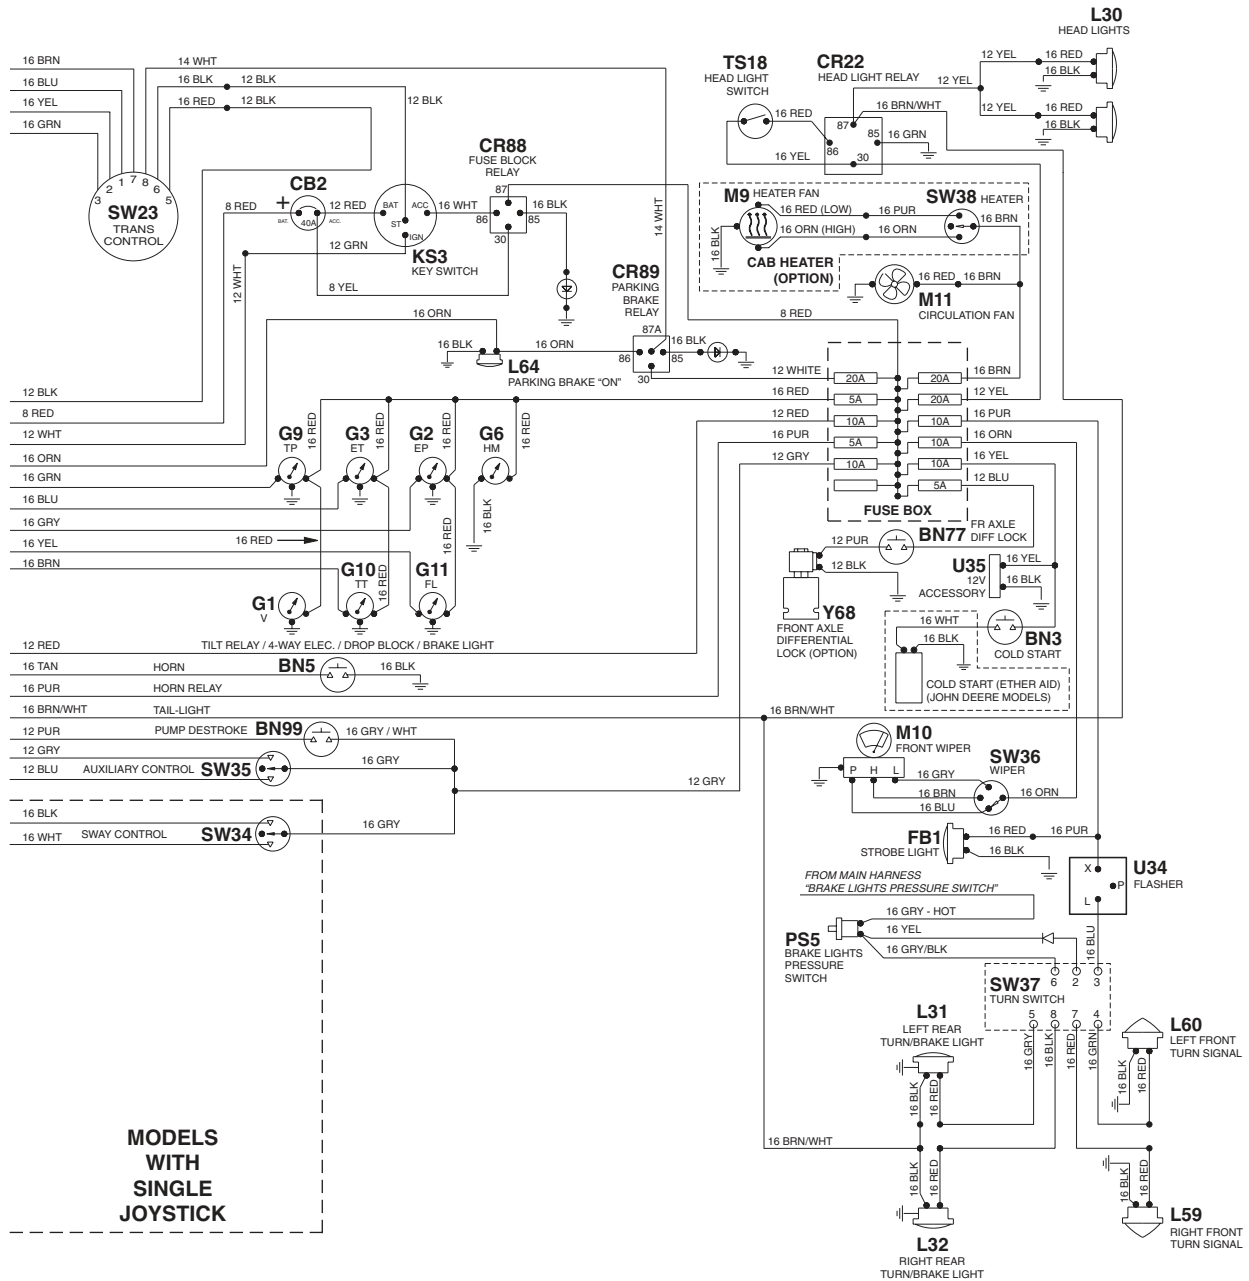 L30
HEAD LIGHTS
16 BRN
14 WHT
16 BLU
16 BLK
12 BLK
16 YEL
16 RED
12 BLK
12 BLK
16 GRN
3
2
1
7
8
6
5
SW23
TRANS
CONTROL
TS18
HEAD LIGHT
SWITCH
CR22
HEAD LIGHT RELAY
12 YEL
12 YEL
16 RED
16 BLK
12 YEL
16 RED
16 BLK
16 RED
16 BRN/WHT
87
85
16 GRN
86
30
16 YEL
CR88
FUSE BLOCK
RELAY
87
CB2
+
8 RED
BAT.
40A
ACC.
12 RED
BAT
ACC
ST
IGN
16 WHT
86
85
16 BLK
30
12 GRN
KS3
KEY SWITCH
12 WHT
8 YEL
14 WHT
M9
HEATER FAN
16 RED (LOW)
16 PUR
SW38
HEATER
16 BRN
16 ORN (HIGH)
16 ORN
16 BLK
CAB HEATER
(OPTION)
16 RED
16 BRN
M11
CIRCULATION FAN
CR89
PARKING
BRAKE
RELAY
87A
8 RED
16 ORN
16 BLK
16 ORN
86
85
16 BLK
30
L64
PARKING BRAKE “ON”
12 WHITE
20A
20A
16 BRN
16 RED
5A
20A
12 YEL
12 RED
10A
10A
16 PUR
16 PUR
5A
10A
16 ORN
12 GRY
10A
10A
16 YEL
5A
12 BLU
FUSE BOX
12 BLK
8 RED
12 WHT
16 ORN
16 GRN
16 BLU
16 GRY
16 YEL
16 BRN
G9
TP
16 RED
G3
ET
16 RED
G2
EP
16 RED
G6
HM
16 RED
16 BLK
16 RED
16 RED
16 RED
G1
V
G10
TT
G11
FL
12 PUR
BN77
FR AXLE
DIFF LOCK
12 BLK
Y68
FRONT AXLE
DIFFERENTIAL
LOCK (OPTION)
U35
12V
ACCESSORY
16 YEL
16 BLK
16 WHT
16 BLK
BN3
COLD START
COLD START (ETHER AID)
(JOHN DEERE MODELS)
12 RED
TILT RELAY / 4-WAY ELEC. / DROP BLOCK / BRAKE LIGHT
16 TAN
HORN
BN5
16 BLK
16 PUR
HORN RELAY
16 BRN/WHT
TAIL-LIGHT
16 BRN/WHT
12 PUR
PUMP DESTROKE
BN99
16 GRY / WHT
12 GRY
12 BLU
AUXILIARY CONTROL
SW35
16 GRY
12 GRY
16 BLK
16 WHT
SWAY CONTROL
SW34
16 GRY
M10
FRONT WIPER
P
H
L
16 GRY
16 BRN
16 BLU
SW36
WIPER
16 ORN
FB1
STROBE LIGHT
16 RED
16 PUR
16 BLK
X
P
L
U34
FLASHER
FROM MAIN HARNESS
“BRAKE LIGHTS PRESSURE SWITCH”
16 GRY - HOT
16 YEL
16 GRY/BLK
PS5
BRAKE LIGHTS
PRESSURE
SWITCH
16 BLU
SW37
TURN SWITCH
6
2
3
5
8
7
4
16 GRY
16 BLK
16 RED
16 GRN
L31
LEFT REAR
TURN/BRAKE LIGHT
16 BLK
16 RED
L60
LEFT FRONT
TURN SIGNAL
16 BLK
16 RED
16 BRN/WHT
16 BLK
16 RED
16 BLK
16 RED
L32
RIGHT REAR
TURN/BRAKE LIGHT
L59
RIGHT FRONT
TURN SIGNAL
MODELS
WITH
SINGLE
JOYSTICK